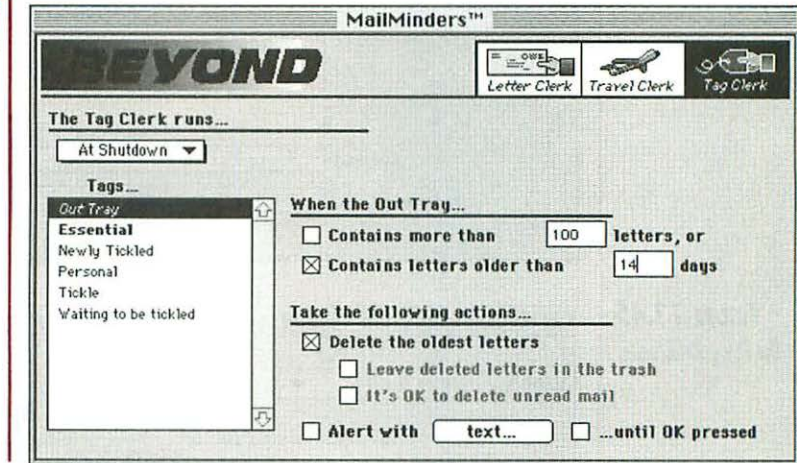 MailMinders™
BEYOND
OWE
Letter Clerk
Travel Clerk
Tag Clerk
The Tag Clerk runs...
At Shutdown
Tags...
Out Tray
Essential
Newly Tickled
Personal
Tickle
Waiting to be tickled
When the Out Tray...
Contains more than 100 letters, or
Contains letters older than 14 days
Take the following actions...
Delete the oldest letters
Leave deleted letters in the trash
It's OK to delete unread mail
Alert with text... ...until OK pressed